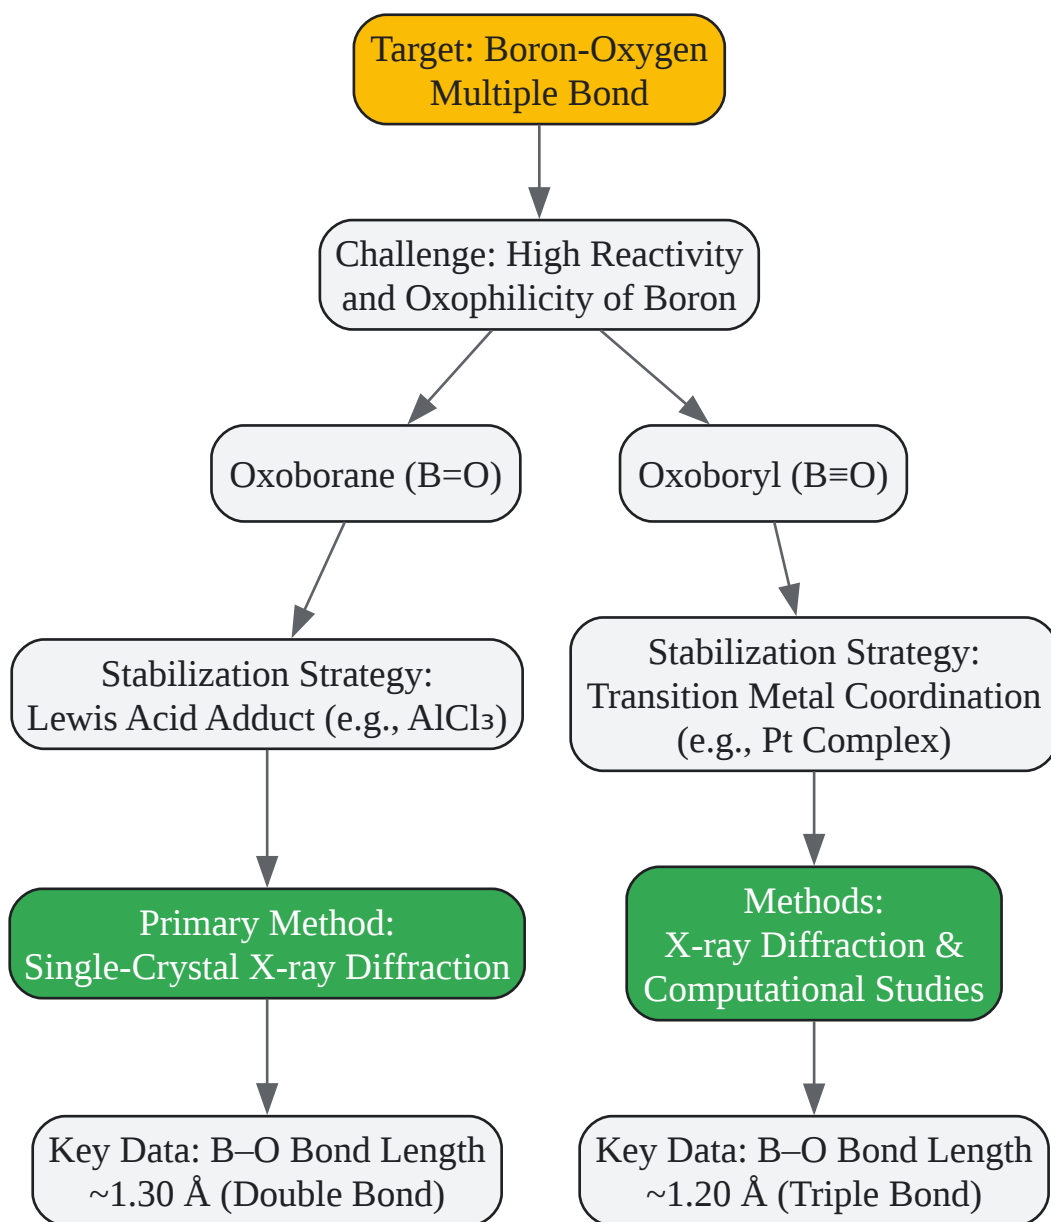 Target: Boron-Oxygen
Multiple Bond
Challenge: High Reactivity
and Oxophilicity of Boron
Oxoborane (B=O)
Oxoboryl (B≡O)
Stabilization Strategy:
Lewis Acid Adduct (e.g., AlCl₃)
Stabilization Strategy:
Transition Metal Coordination
(e.g., Pt Complex)
Primary Method:
Single-Crystal X-ray Diffraction
Methods:
X-ray Diffraction &
Computational Studies
Key Data: B–O Bond Length
~1.30 Å (Double Bond)
Key Data: B–O Bond Length
~1.20 Å (Triple Bond)